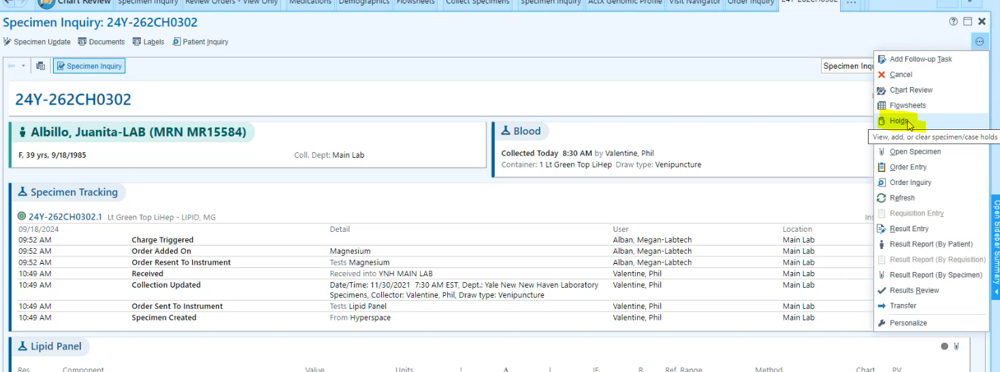 Chart Review Specimen Inquiry Review Orders - View Only Medications Demographics Flowsheets Collect Specimens Specimen Inquiry ActX Genomic Profile Visit Navigator Order Inquiry 24Y-262CH0302 ...
Specimen Inquiry: 24Y-262CH0302
Specimen Update Documents Labels Patient Inquiry
Specimen Inquiry
24Y-262CH0302
Albillo, Juanita-LAB (MRN MR15584)
F, 39 yrs, 9/18/1985 Coll. Dept: Main Lab
Blood
Collected Today 8:30 AM by Valentine, Phil
Container: 1 Lt Green Top LiHep Draw type: Venipuncture
Specimen Tracking
24Y-262CH0302.1 Lt Green Top LiHep - LIPID, MG
09/18/2024 Detail User Location
09:52 AM Charge Triggered Alban, Megan-Labtech Main Lab
09:52 AM Order Added On Magnesium Alban, Megan-Labtech Main Lab
09:52 AM Order Resent To Instrument Tests Magnesium Alban, Megan-Labtech Main Lab
10:49 AM Received Received into YNH MAIN LAB Valentine, Phil Main Lab
10:49 AM Collection Updated Date/Time: 11/30/2021 7:30 AM EST, Dept.: Yale New New Haven Laboratory Valentine, Phil Main Lab
Specimens, Collector: Valentine, Phil, Draw type: Venipuncture
10:49 AM Order Sent To Instrument Tests Lipid Panel Valentine, Phil Main Lab
10:49 AM Specimen Created From Hyperspace Valentine, Phil Main Lab
Lipid Panel
Res Component Value Units ! A L IF R Ref. Range Method Chart PV
Add Follow-up Task
Cancel
Chart Review
Flowsheets
Holds
View, add, or clear specimen/case holds
Open Specimen
Order Entry
Order Inquiry
Refresh
Requisition Entry
Result Entry
Result Report (By Patient)
Result Report (By Requisition)
Result Report (By Specimen)
Results Review
Transfer
Personalize
Open Sidebar Summary